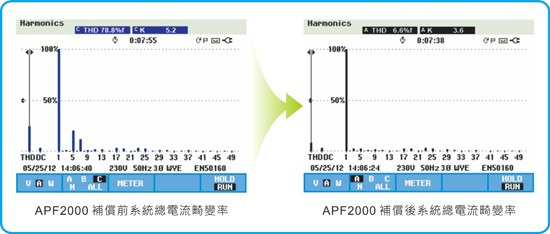 Harmonics
C THD 78.8%f C K 5.2
0:07:55 P
100%
50%
THDDC 1 5 9 13 17 21 25 29 33 37 41 45 49
05/25/12 14:06:40 230V 50Hz 3Ø WYE EN50160
V A W A B C N ALL METER HOLD RUN
APF2000 補償前系統總電流畸變率
Harmonics
A THD 6.6%f A K 3.6
0:07:38 P
100%
50%
THDDC 1 5 9 13 17 21 25 29 33 37 41 45 49
05/25/12 14:06:24 230V 50Hz 3Ø WYE EN50160
V A W A B C N ALL METER HOLD RUN
APF2000 補償後系統總電流畸變率